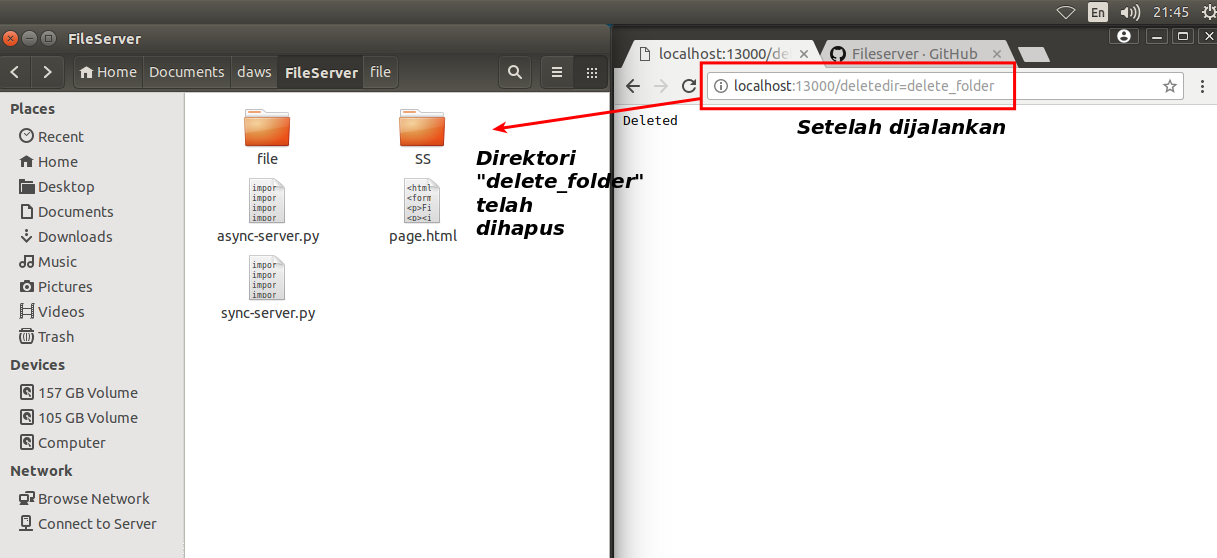 En
21:45
FileServer
Home
Documents
daws
FileServer
file
Places
Recent
Home
Desktop
Documents
Downloads
Music
Pictures
Videos
Trash
Devices
157 GB Volume
105 GB Volume
Computer
Network
Browse Network
Connect to Server
file
SS
impor
impor
impor
impor
<html
<form
<p>Fi
<p><i
async-server.py
page.html
impor
impor
impor
impor
sync-server.py
Direktori
"delete_folder"
telah
dihapus
localhost:13000/de
Fileserver · GitHub
localhost:13000/deletedir=delete_folder
Deleted
Setelah dijalankan